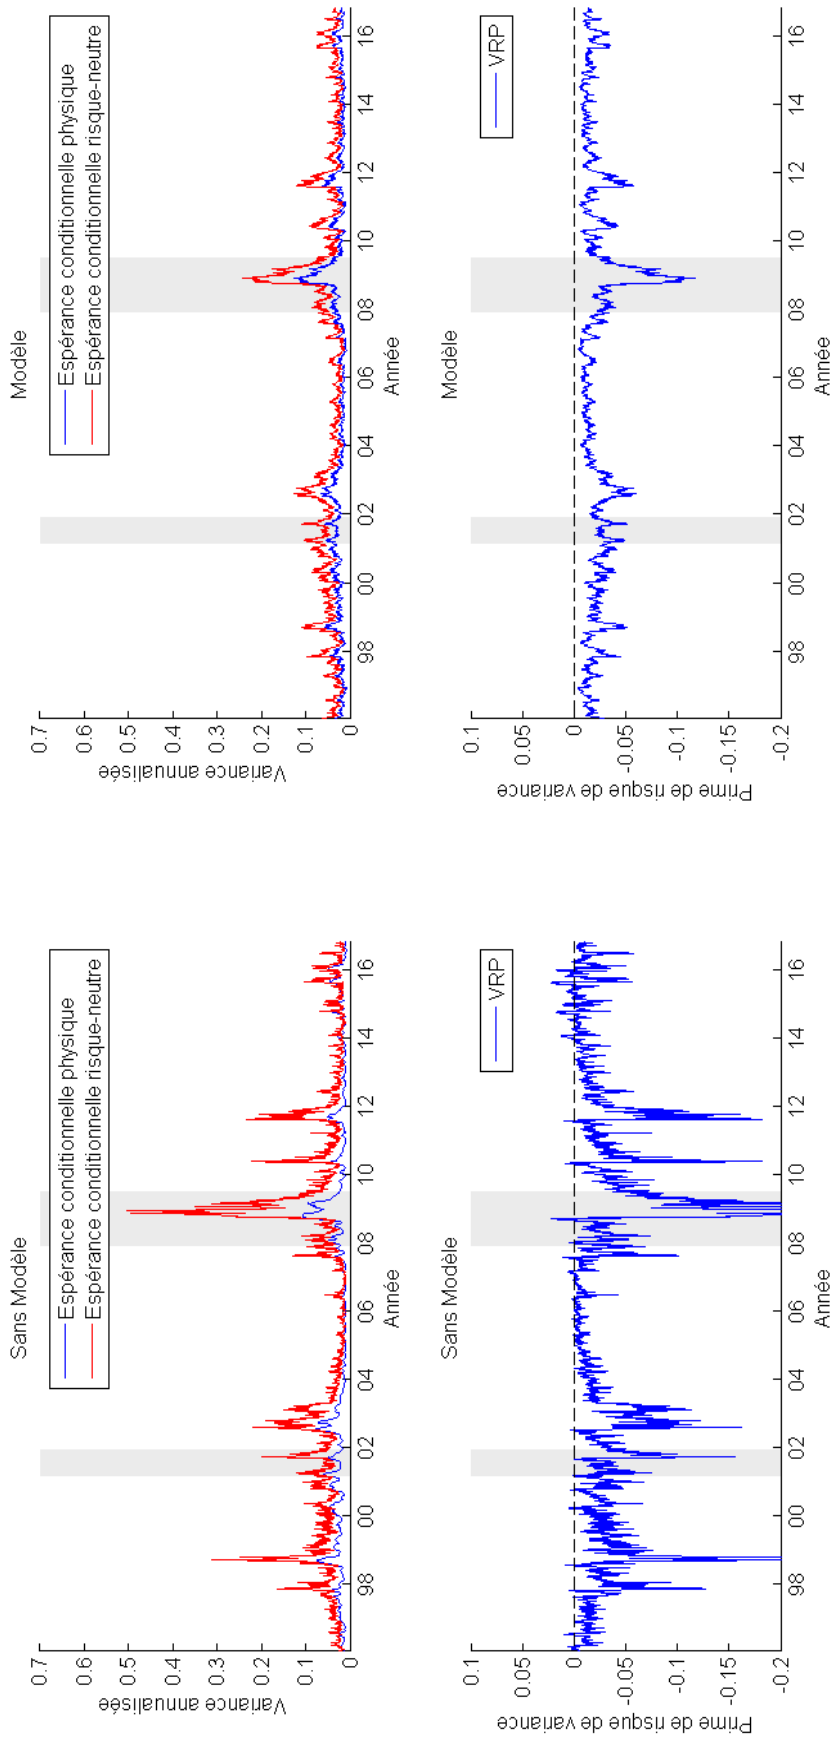 Sans Modèle
Espérance conditionnelle physique
Espérance conditionnelle risque-neutre
Variance annualisée
0.7
0.6
0.5
0.4
0.3
0.2
0.1
0
98 00 02 04 06 08 10 12 14 16
Année
Modèle
Espérance conditionnelle physique
Espérance conditionnelle risque-neutre
Variance annualisée
0.7
0.6
0.5
0.4
0.3
0.2
0.1
0
98 00 02 04 06 08 10 12 14 16
Année
Sans Modèle
VRP
Prime de risque de variance
0.1
0.05
0
-0.05
-0.1
-0.15
-0.2
98 00 02 04 06 08 10 12 14 16
Année
Modèle
VRP
Prime de risque de variance
0.1
0.05
0
-0.05
-0.1
-0.15
-0.2
98 00 02 04 06 08 10 12 14 16
Année